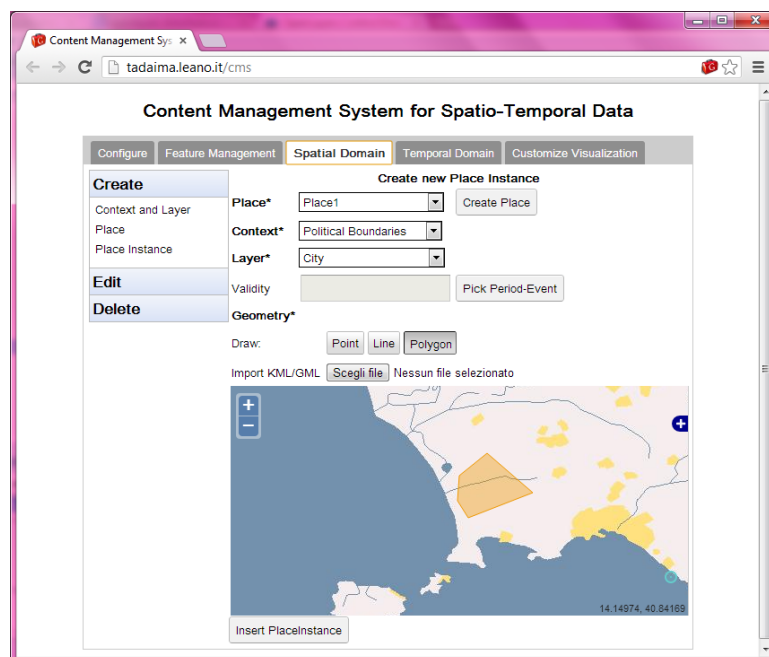 Content Management Sys
tadaima.leano.it/cms
Content Management System for Spatio-Temporal Data
Configure Feature Management Spatial Domain Temporal Domain Customize Visualization
Create
Context and Layer
Place
Place Instance
Edit
Delete
Create new Place Instance
Place* Place1 Create Place
Context* Political Boundaries
Layer* City
Validity Pick Period-Event
Geometry*
Draw: Point Line Polygon
Import KML/GML Scegli file Nessun file selezionato
14.14974, 40.84169
Insert PlaceInstance